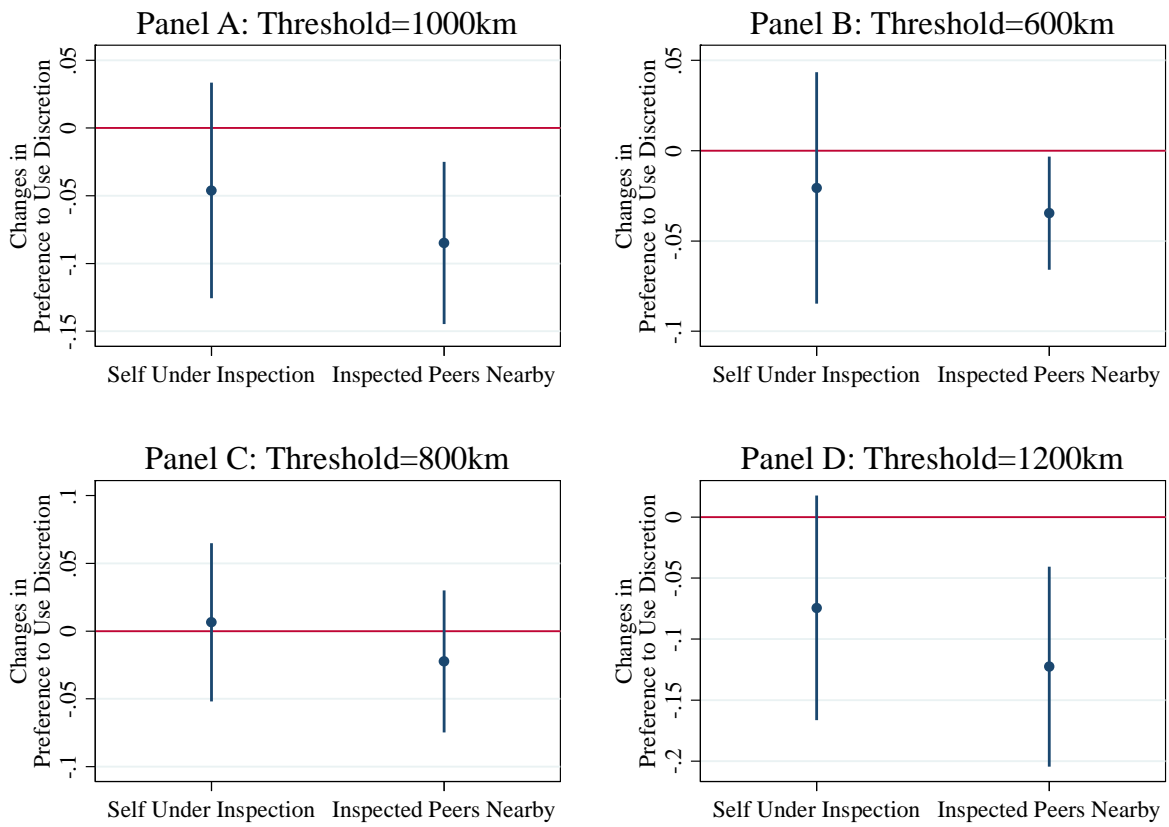 Panel A: Threshold=1000km
Changes in
Preference to Use Discretion
.05
0
-.05
-.1
-.15
Self Under Inspection
Inspected Peers Nearby
Panel B: Threshold=600km
Changes in
Preference to Use Discretion
.05
0
-.05
-.1
Self Under Inspection
Inspected Peers Nearby
Panel C: Threshold=800km
Changes in
Preference to Use Discretion
.1
.05
0
-.05
-.1
Self Under Inspection
Inspected Peers Nearby
Panel D: Threshold=1200km
Changes in
Preference to Use Discretion
0
-.05
-.1
-.15
-.2
Self Under Inspection
Inspected Peers Nearby